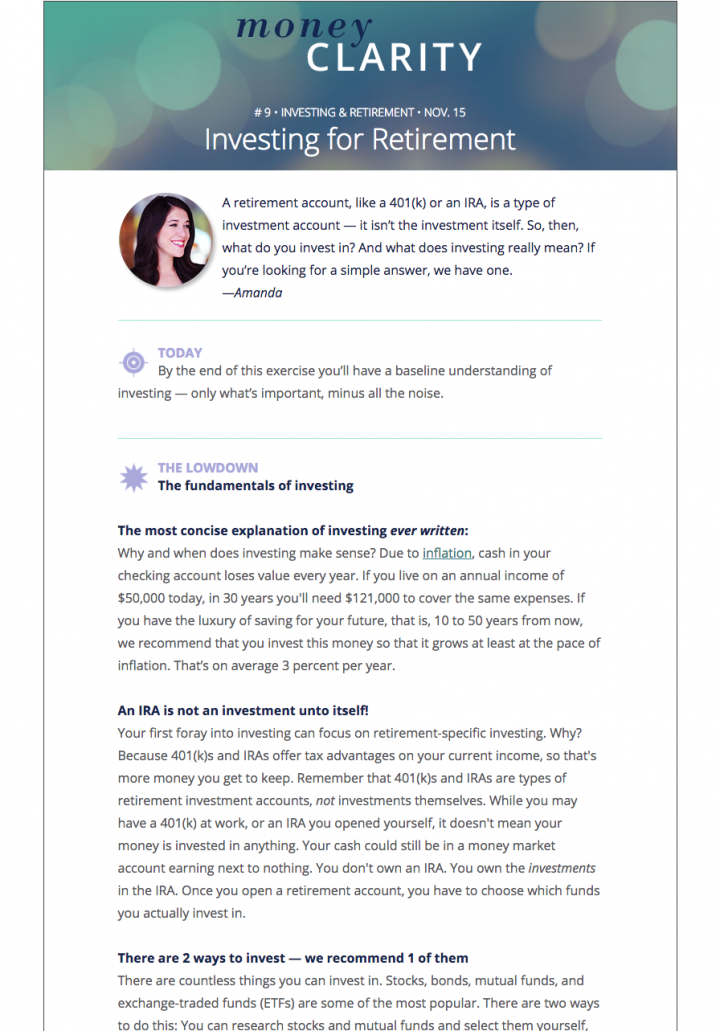 money
CLARITY
# 9 • INVESTING & RETIREMENT • NOV. 15
Investing for Retirement
A retirement account, like a 401(k) or an IRA, is a type of
investment account — it isn’t the investment itself. So, then,
what do you invest in? And what does investing really mean? If
you’re looking for a simple answer, we have one.
—Amanda
TODAY
By the end of this exercise you’ll have a baseline understanding of
investing — only what’s important, minus all the noise.
THE LOWDOWN
The fundamentals of investing
The most concise explanation of investing ever written:
Why and when does investing make sense? Due to inflation, cash in your
checking account loses value every year. If you live on an annual income of
$50,000 today, in 30 years you'll need $121,000 to cover the same expenses. If
you have the luxury of saving for your future, that is, 10 to 50 years from now,
we recommend that you invest this money so that it grows at least at the pace of
inflation. That’s on average 3 percent per year.
An IRA is not an investment unto itself!
Your first foray into investing can focus on retirement-specific investing. Why?
Because 401(k)s and IRAs offer tax advantages on your current income, so that's
more money you get to keep. Remember that 401(k)s and IRAs are types of
retirement investment accounts, not investments themselves. While you may
have a 401(k) at work, or an IRA you opened yourself, it doesn't mean your
money is invested in anything. Your cash could still be in a money market
account earning next to nothing. You don't own an IRA. You own the investments
in the IRA. Once you open a retirement account, you have to choose which funds
you actually invest in.
There are 2 ways to invest — we recommend 1 of them
There are countless things you can invest in. Stocks, bonds, mutual funds, and
exchange-traded funds (ETFs) are some of the most popular. There are two ways
to do this: You can research stocks and mutual funds and select them yourself,